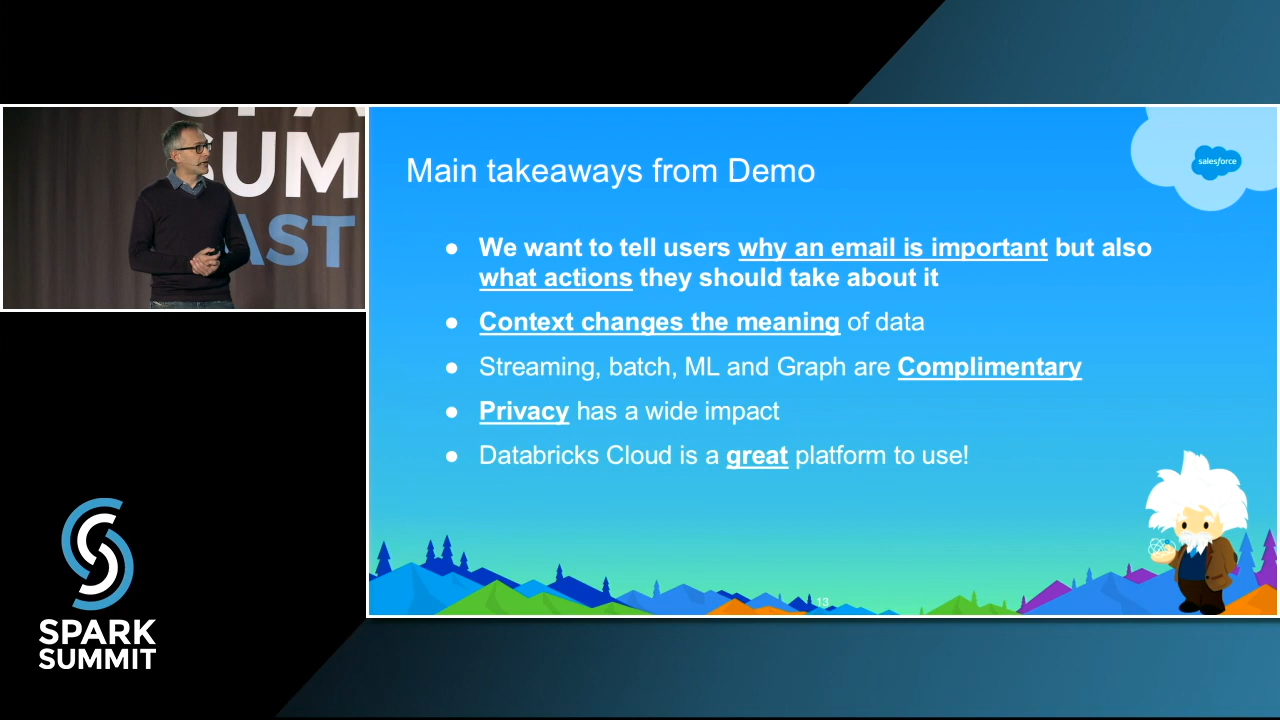 SUMM
AST
salesforce
Main takeaways from Demo
● We want to tell users why an email is important but also
what actions they should take about it
● Context changes the meaning of data
● Streaming, batch, ML and Graph are Complimentary
● Privacy has a wide impact
● Databricks Cloud is a great platform to use!
13
SPARK
SUMMIT